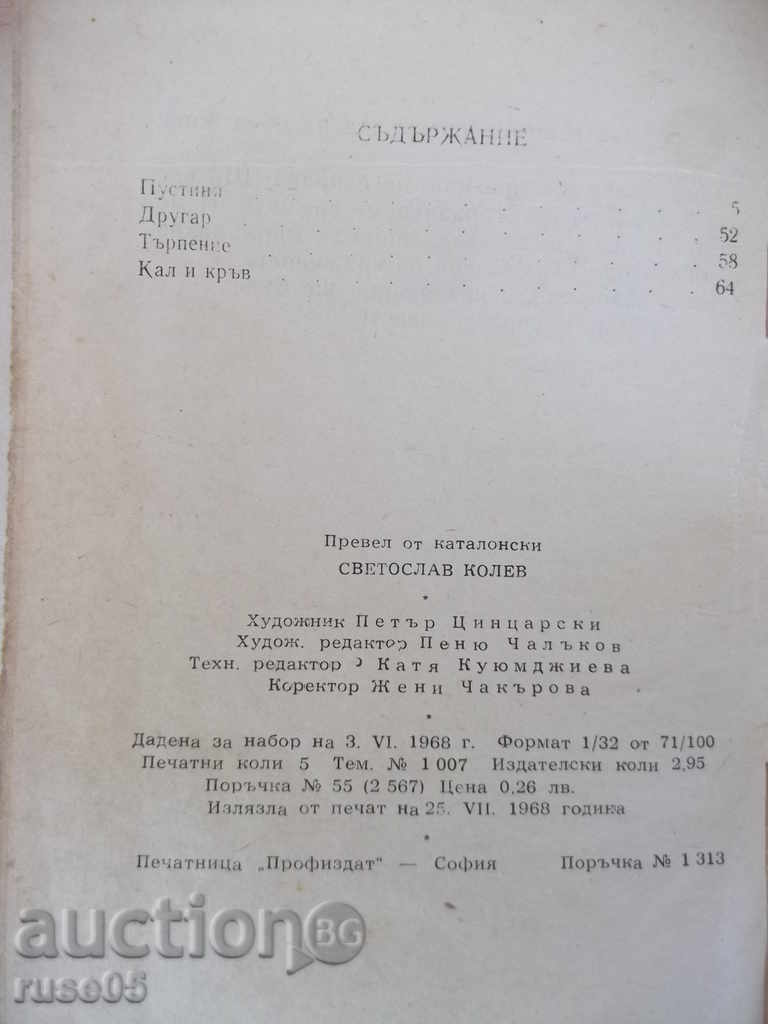 СЪДЪРЖАНИЕ
Пустиня . . . . . . . . . . . . 5
Другар . . . . . . . . . . . . 52
Търпение . . . . . . . . . . . . 58
Кал и кръв . . . . . . . . . . . . 64
Превел от каталонски
СВЕТОСЛАВ КОЛЕВ
*
Художник Петър Цинцарски
Худож. редактор Пеню Чалъков
Техн. редактор Катя Куюмджиева
Коректор Жени Чакърова
*
Дадена за набор на 3. VI. 1968 г. Формат 1/32 от 71/100
Печатни коли 5 Тем. № 1 007 Издателски коли 2,95
Поръчка № 55 (2 567) Цена 0,26 лв.
Излязла от печат на 25. VII. 1968 година
*
Печатница „Профиздат" — София Поръчка № 1 313
auction BG
ruse05